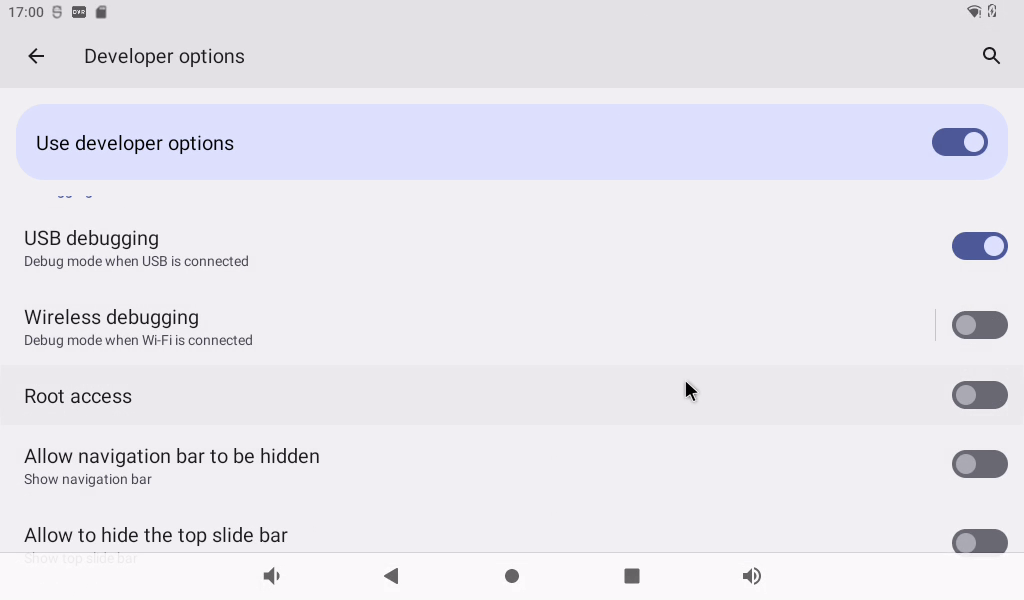 17:00
DVR
Developer options
Use developer options
USB debugging
Debug mode when USB is connected
Wireless debugging
Debug mode when Wi-Fi is connected
Root access
Allow navigation bar to be hidden
Show navigation bar
Allow to hide the top slide bar
Show top slide bar